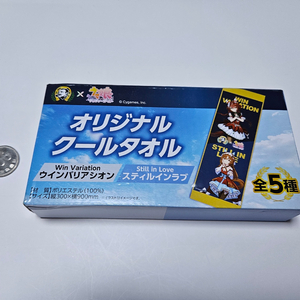 ×
© Cygames, Inc.
オリジナル
クールタオル
Win Variation
ウインバリアシオン
Still in Love
スティルインラブ
【材 質】ポリエステル(100%)
【サイズ】縦300×横900mm
WIN
VARIATION
STILL IN
LOVE
全5種